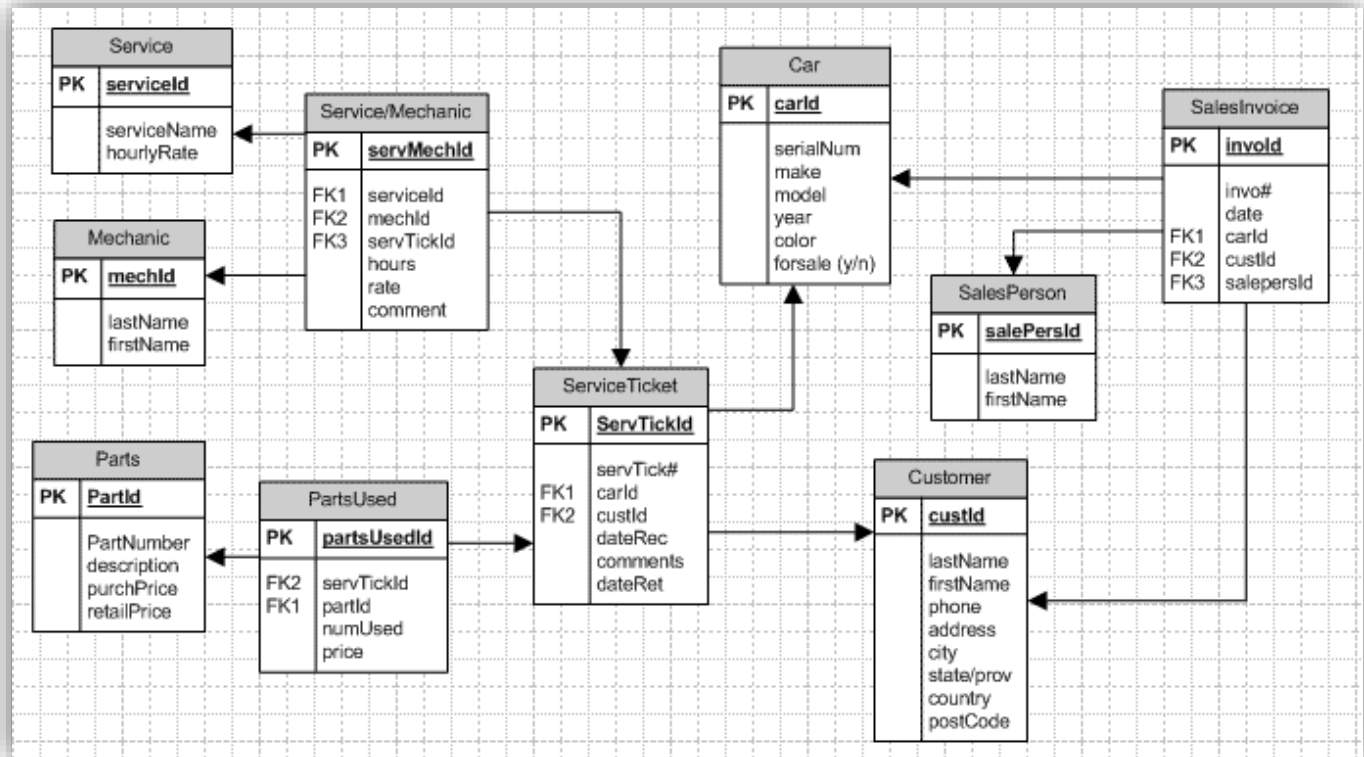 Service
PK serviceId
serviceName
hourlyRate
Service/Mechanic
PK servMechId
FK1 serviceId
FK2 mechId
FK3 servTickId
hours
rate
comment
Mechanic
PK mechId
lastName
firstName
Car
PK carId
serialNum
make
model
year
color
forsale (y/n)
SalesInvoice
PK invoId
invo#
date
FK1 carId
FK2 custId
FK3 salepersId
SalesPerson
PK salePersId
lastName
firstName
ServiceTicket
PK ServTickId
servTick#
FK1 carId
FK2 custId
dateRec
comments
dateRet
Parts
PK PartId
PartNumber
description
purchPrice
retailPrice
PartsUsed
PK partsUsedId
FK2 servTickId
FK1 partId
numUsed
price
Customer
PK custId
lastName
firstName
phone
address
city
state/prov
country
postCode